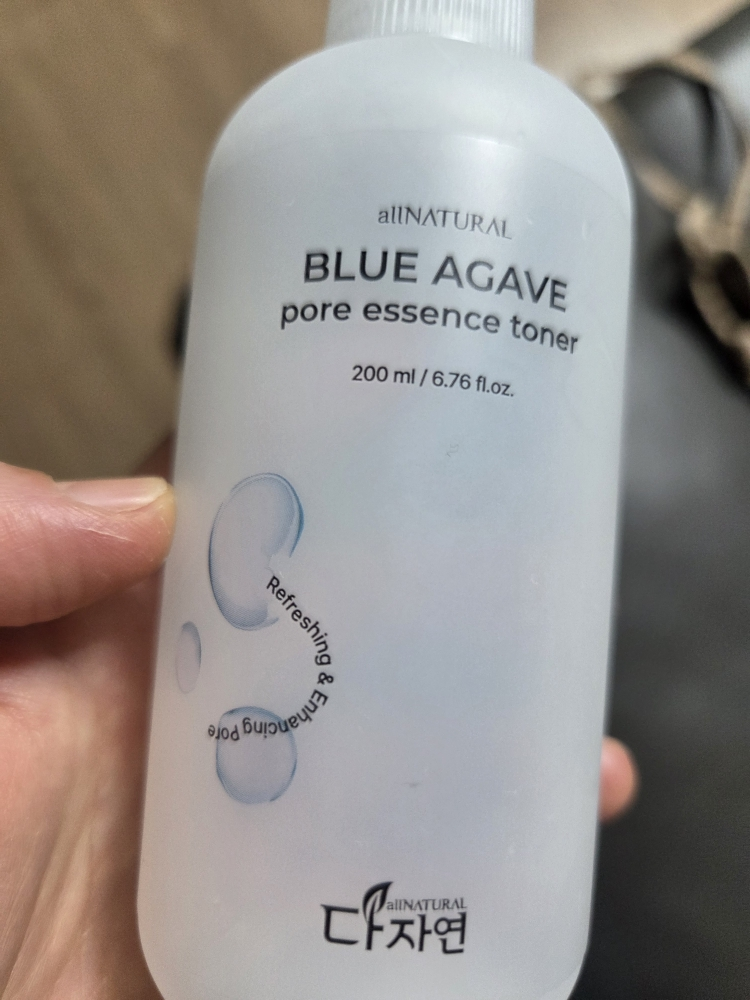 allNATURAL
BLUE AGAVE
pore essence toner
200 ml / 6.76 fl.oz.
Refreshing & Enhancing Pore
allNATURAL
다자연